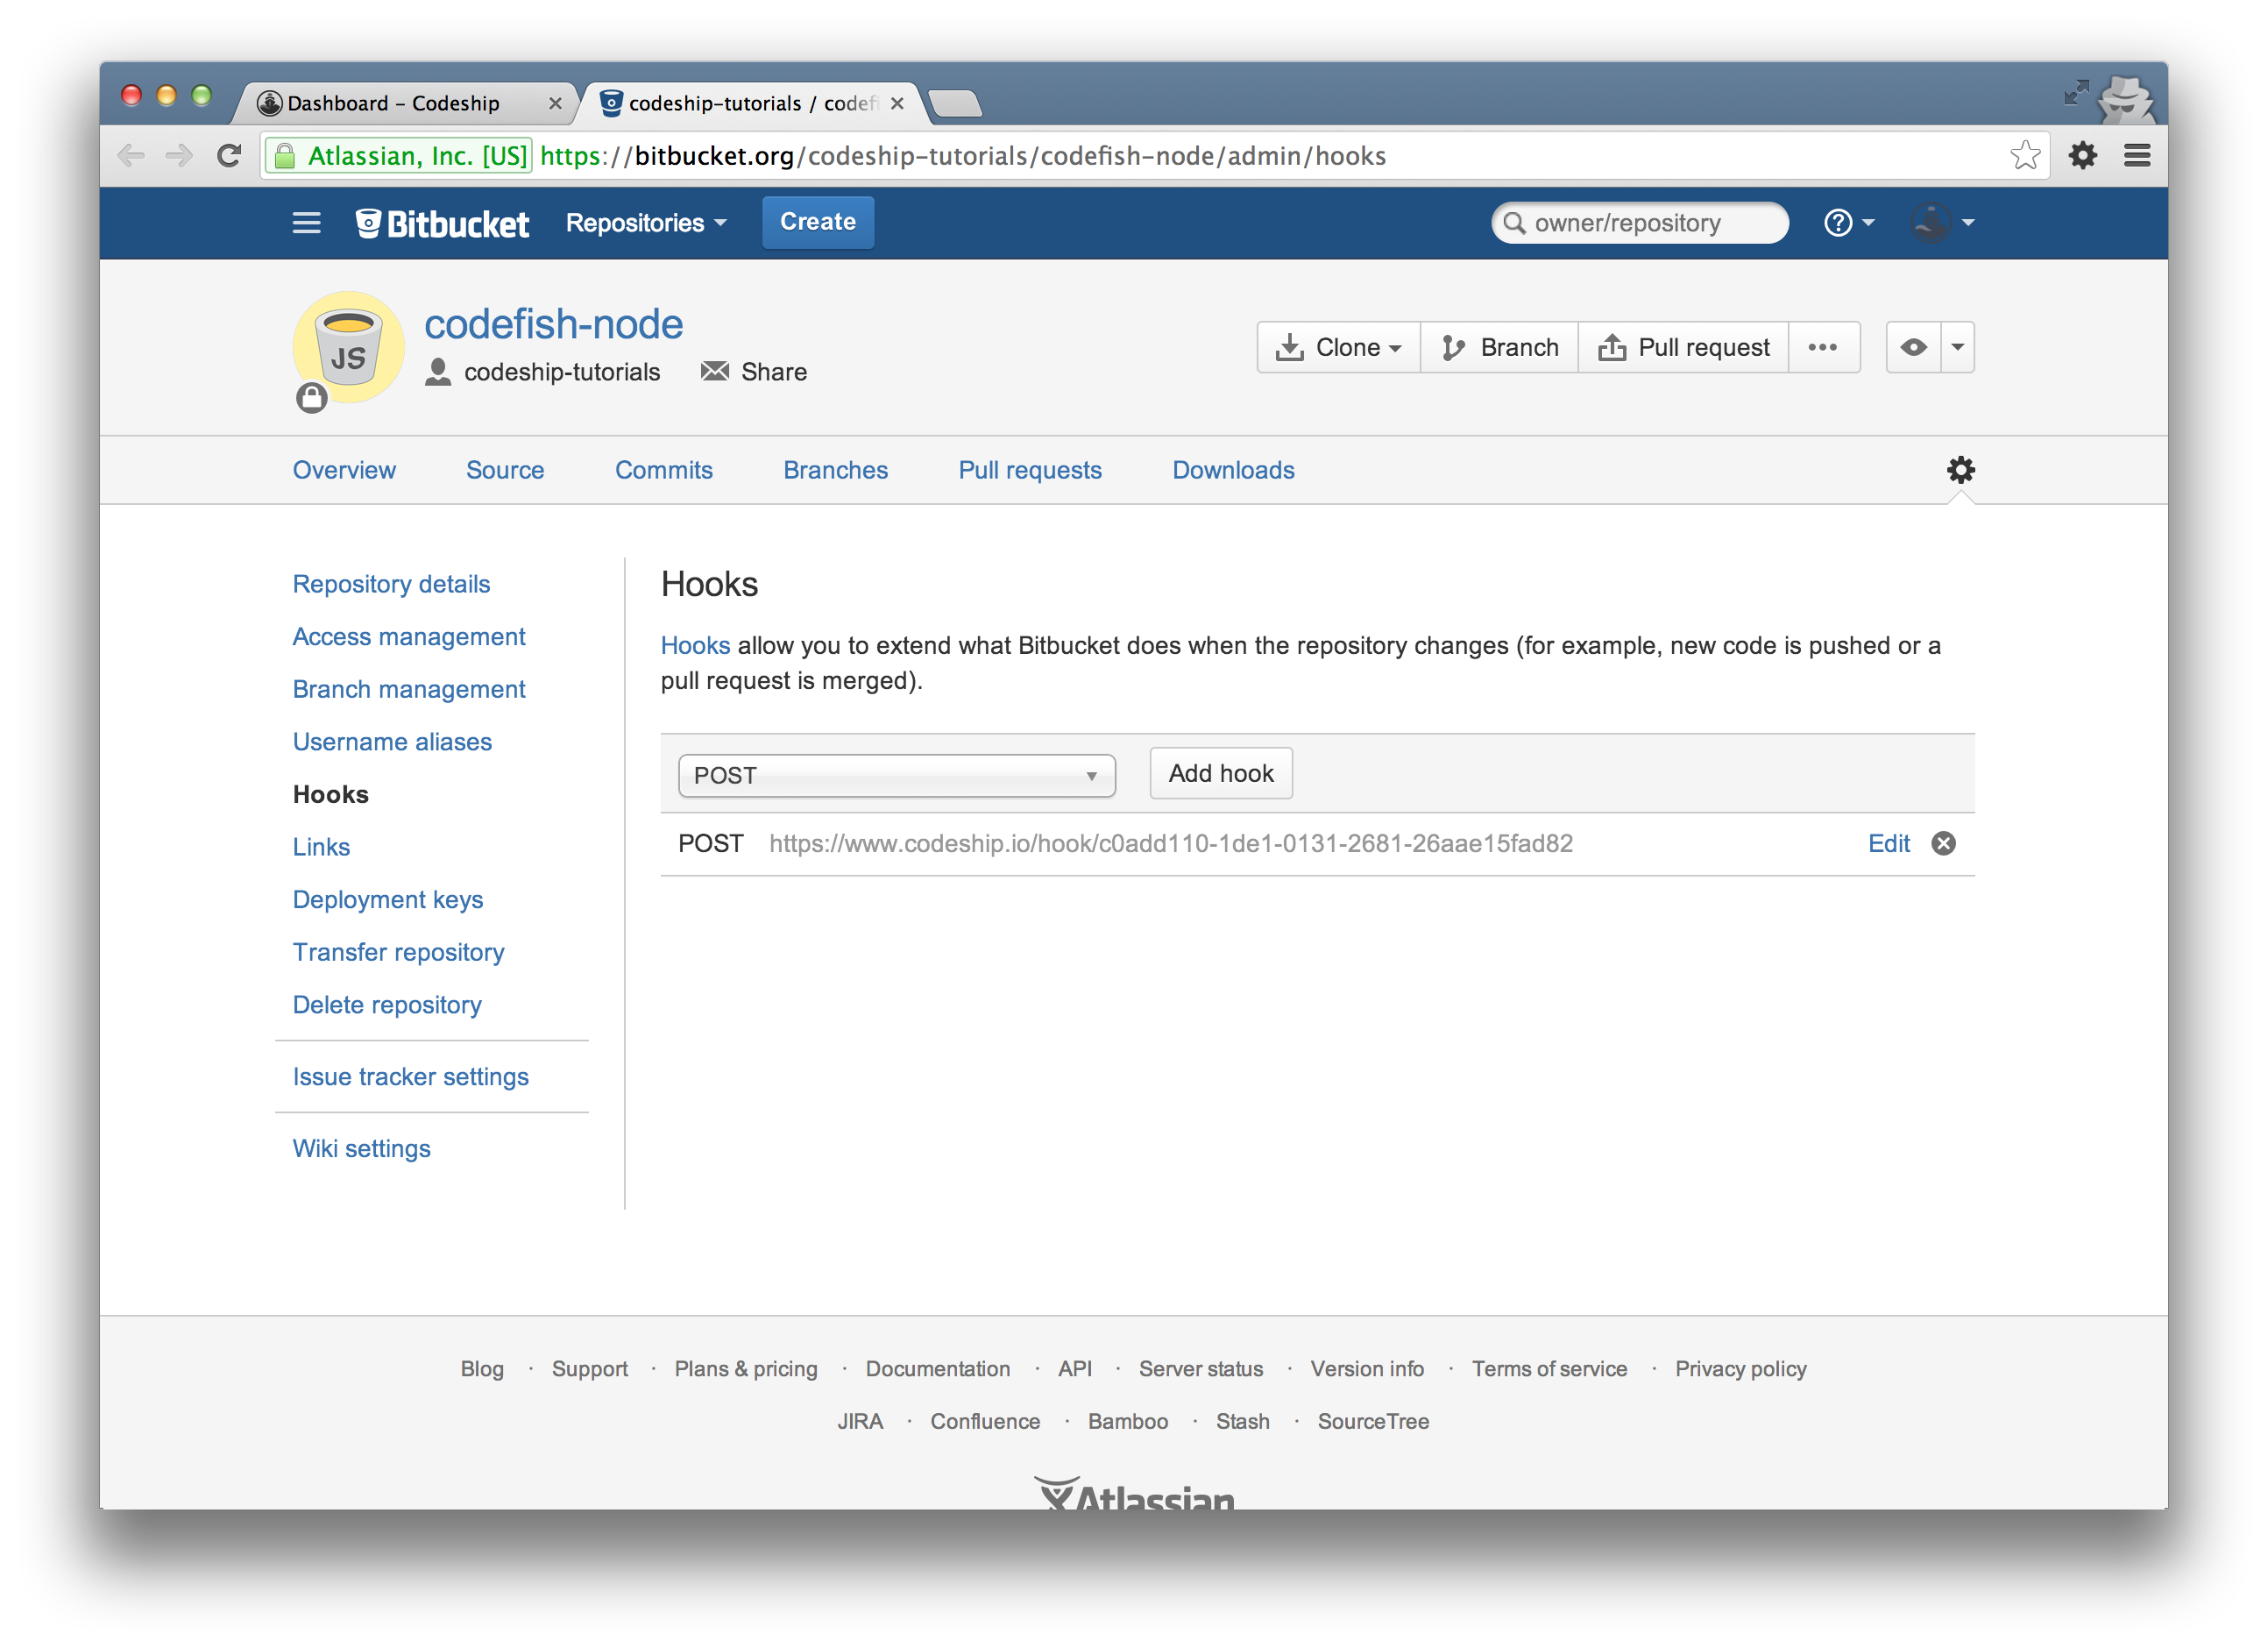 Dashboard – Codeship
codeship-tutorials / codefi
Atlassian, Inc. [US] https://bitbucket.org/codeship-tutorials/codefish-node/admin/hooks
Bitbucket Repositories Create owner/repository
JS
codefish-node
codeship-tutorials Share
Clone Branch Pull request
Overview Source Commits Branches Pull requests Downloads
Repository details
Access management
Branch management
Username aliases
Hooks
Links
Deployment keys
Transfer repository
Delete repository
Issue tracker settings
Wiki settings
Hooks
Hooks allow you to extend what Bitbucket does when the repository changes (for example, new code is pushed or a
pull request is merged).
POST Add hook
POST https://www.codeship.io/hook/c0add110-1de1-0131-2681-26aae15fad82 Edit
Blog · Support · Plans & pricing · Documentation · API · Server status · Version info · Terms of service · Privacy policy
JIRA · Confluence · Bamboo · Stash · SourceTree
Atlassian